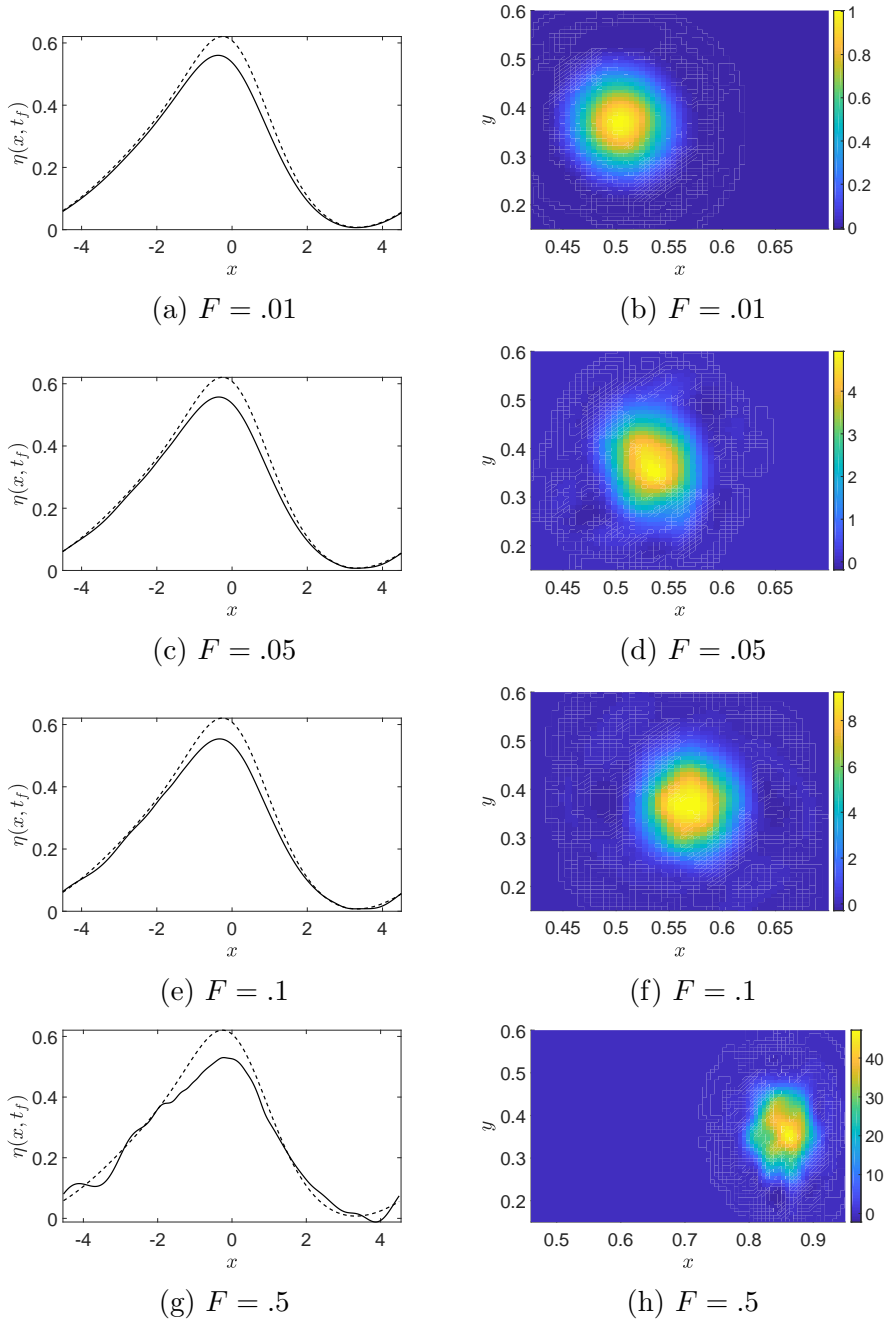 0.6
0.4
0.2
0
η(x, t_f)
-4 -2 0 2 4
x
0.6
0.5
0.4
0.3
0.2
y
0.45 0.5 0.55 0.6 0.65
x
1
0.8
0.6
0.4
0.2
0
(a) F = .01
(b) F = .01
0.6
0.4
0.2
0
η(x, t_f)
-4 -2 0 2 4
x
0.6
0.5
0.4
0.3
0.2
y
0.45 0.5 0.55 0.6 0.65
x
4
3
2
1
0
(c) F = .05
(d) F = .05
0.6
0.4
0.2
0
η(x, t_f)
-4 -2 0 2 4
x
0.6
0.5
0.4
0.3
0.2
y
0.45 0.5 0.55 0.6 0.65
x
8
6
4
2
0
(e) F = .1
(f) F = .1
0.6
0.4
0.2
0
η(x, t_f)
-4 -2 0 2 4
x
0.6
0.5
0.4
0.3
0.2
y
0.5 0.6 0.7 0.8 0.9
x
40
30
20
10
0
(g) F = .5
(h) F = .5